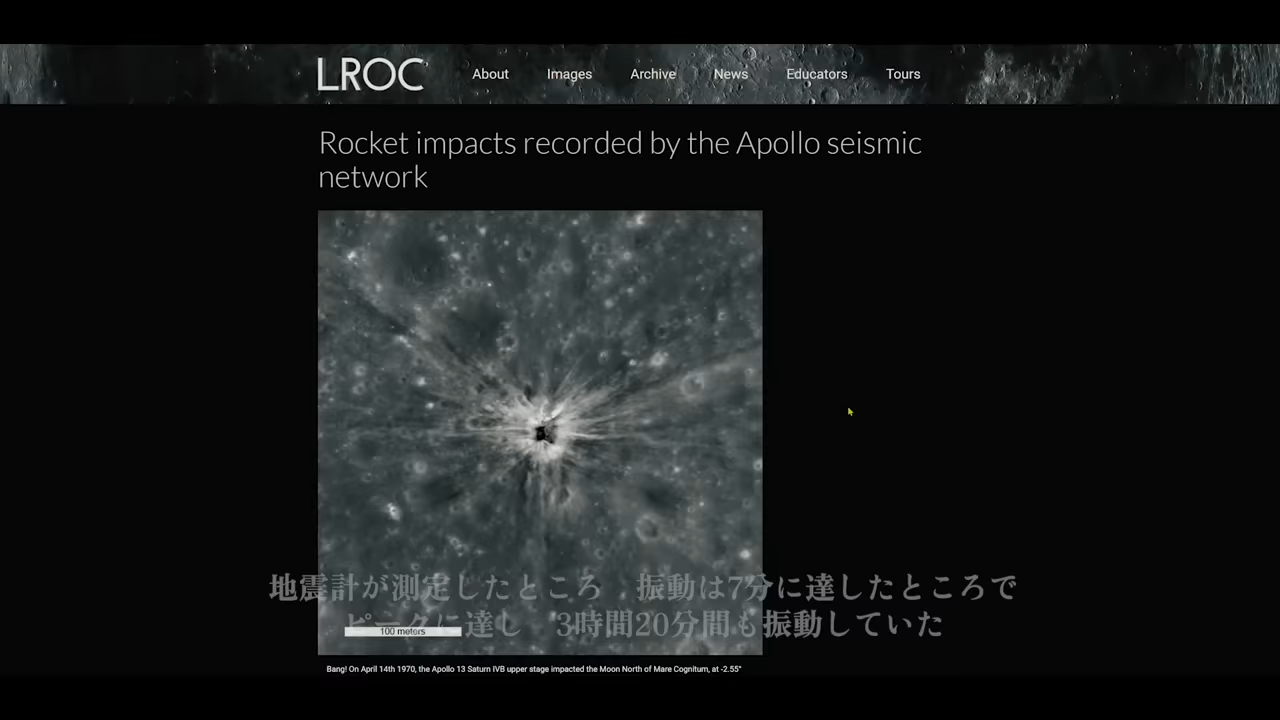 LROC
About Images Archive News Educators Tours
Rocket impacts recorded by the Apollo seismic
network
地震計が測定したところ 振動は7分に達したところで
ピークに達し 3時間20分間も振動していた
100 meters
Bang! On April 14th 1970, the Apollo 13 Saturn IVB upper stage impacted the Moon North of Mare Cognitum, at -2.55°